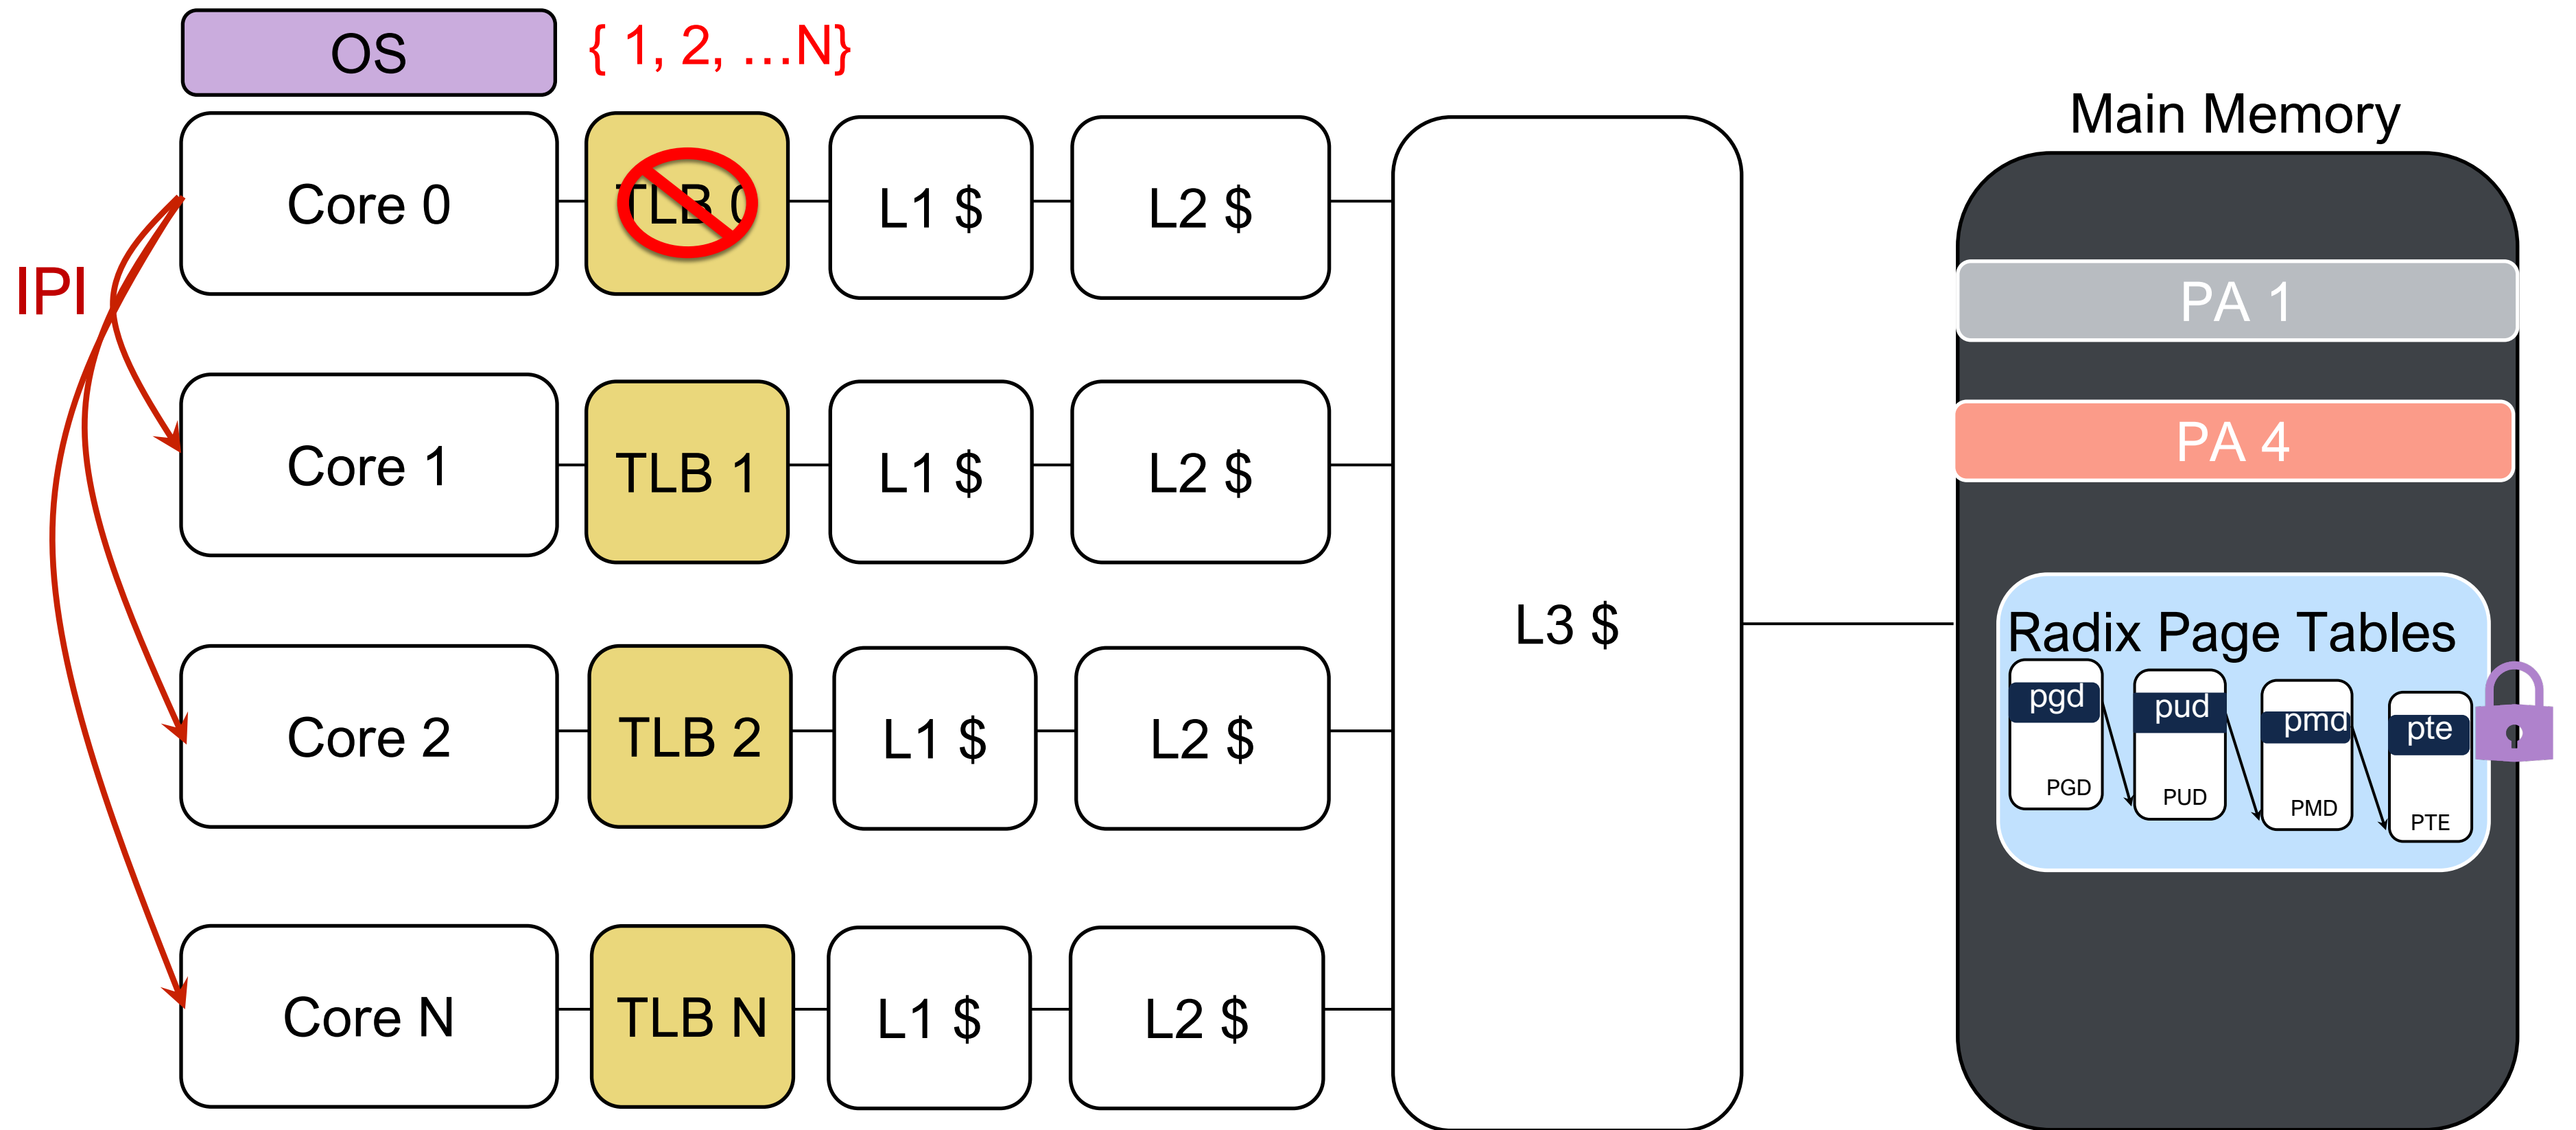 OS
{ 1, 2, ...N}
Main Memory
Core 0
TLB 0
L1 $
L2 $
IPI
PA 1
PA 4
Core 1
TLB 1
L1 $
L2 $
L3 $
Radix Page Tables
pgd
pud
pmd
pte
PGD
PUD
PMD
PTE
Core 2
TLB 2
L1 $
L2 $
Core N
TLB N
L1 $
L2 $